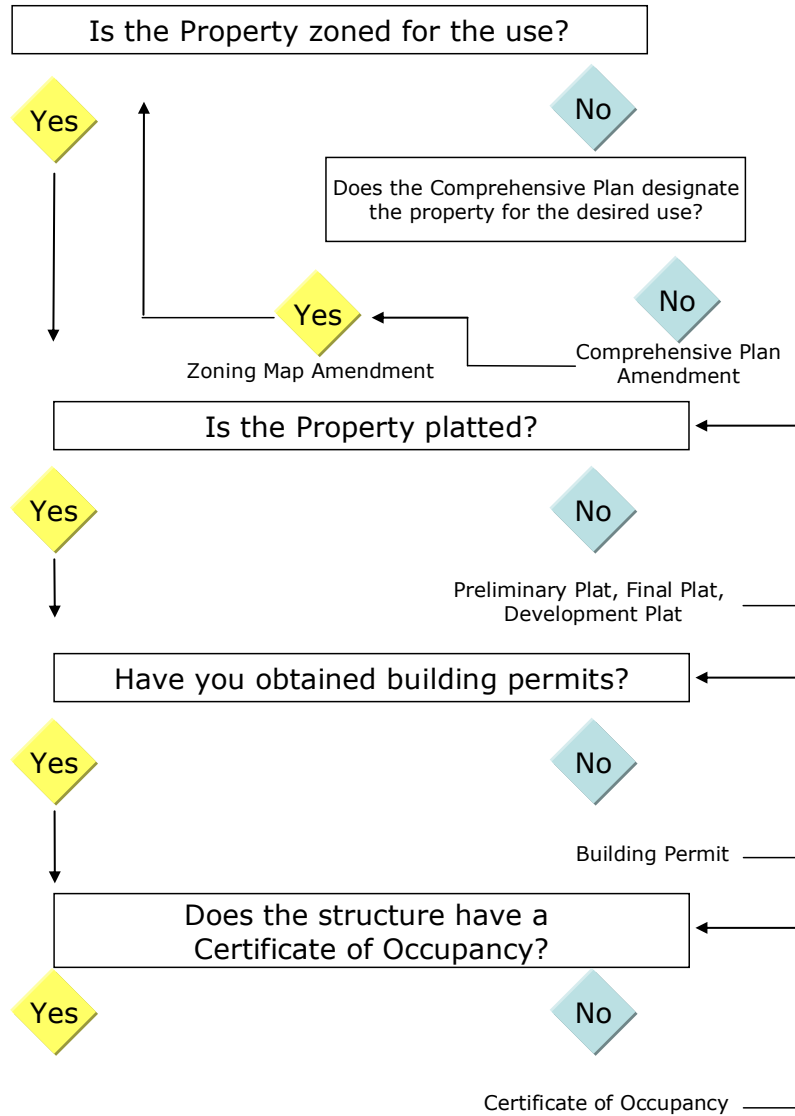 Is the Property zoned for the use?
Yes
No
Does the Comprehensive Plan designate
the property for the desired use?
Yes
No
Zoning Map Amendment
Comprehensive Plan
Amendment
Is the Property platted?
Yes
No
Preliminary Plat, Final Plat,
Development Plat
Have you obtained building permits?
Yes
No
Building Permit
Does the structure have a
Certificate of Occupancy?
Yes
No
Certificate of Occupancy